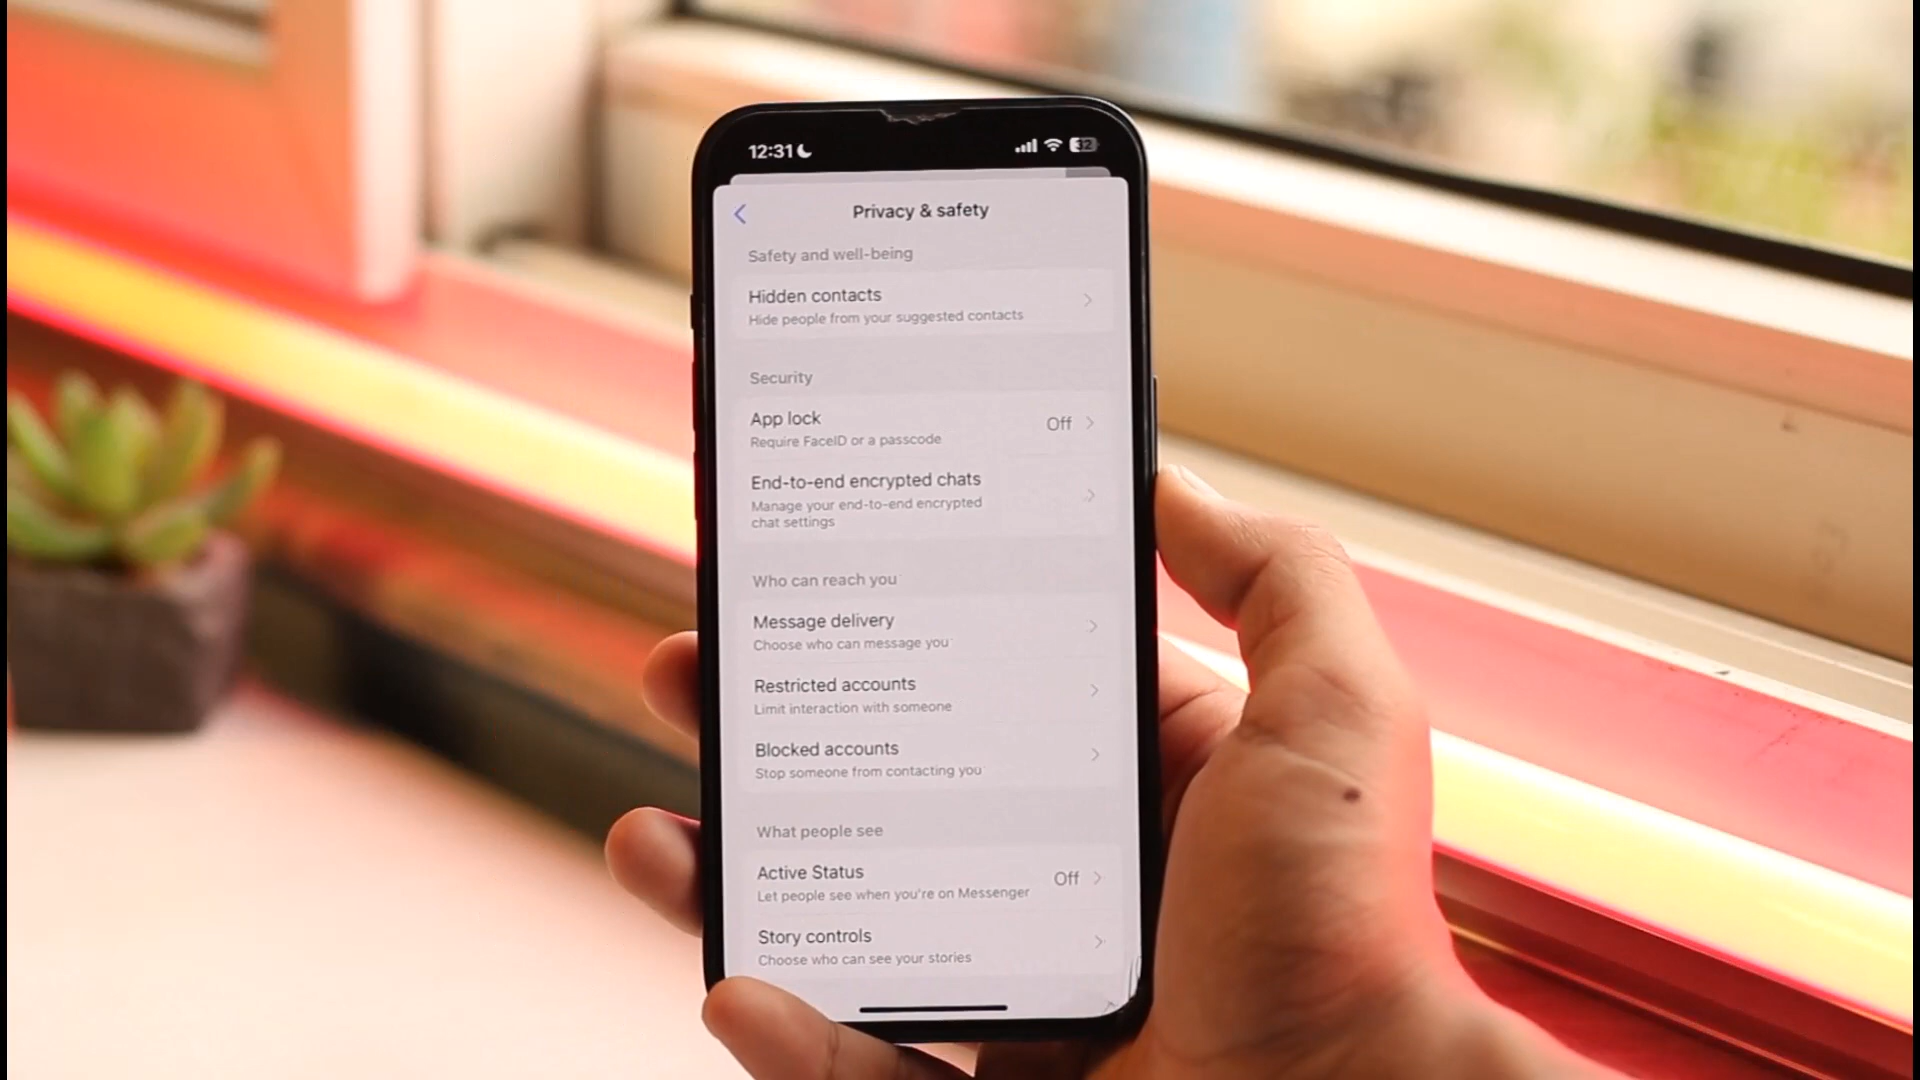 12:31
32
Privacy & safety
Safety and well-being
Hidden contacts
Hide people from your suggested contacts
Security
App lock
Off
Require FaceID or a passcode
End-to-end encrypted chats
Manage your end-to-end encrypted
chat settings
Who can reach you
Message delivery
Choose who can message you
Restricted accounts
Limit interaction with someone
Blocked accounts
Stop someone from contacting you
What people see
Active Status
Off
Let people see when you're on Messenger
Story controls
Choose who can see your stories